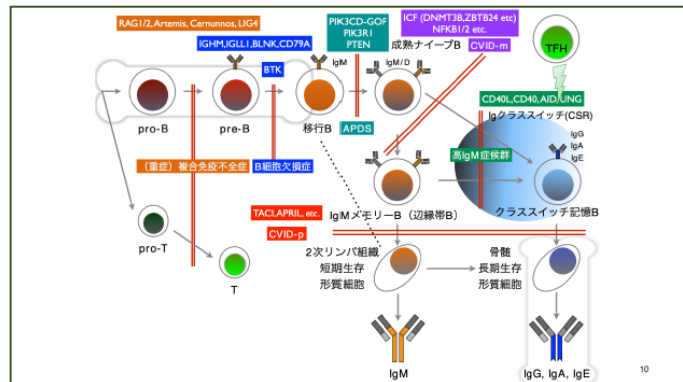 RAG1/2, Artemis, Cernunnos, LIG4
IGHM,IGLL1,BLNK,CD79A
BTK
PIK3CD-GOF
PIK3R1
PTEN
ICF (DNMT3B,ZBTB24 etc)
NFKB1/2 etc.
CVID-m
成熟ナイーブB
IgM
IgM/D
TFH
CD40L,CD40,AID/UNG
Igクラススイッチ(CSR)
IgG
IgA
IgE
pro-B
pre-B
移行B
APDS
高IgM症候群
（重症）複合免疫不全症
B細胞欠損症
TACI,APRIL, etc.
CVID-p
IgMメモリーB（辺縁帯B）
クラススイッチ記憶B
pro-T
T
2次リンパ組織
短期生存
形質細胞
骨髄
長期生存
形質細胞
IgM
IgG, IgA, IgE
10